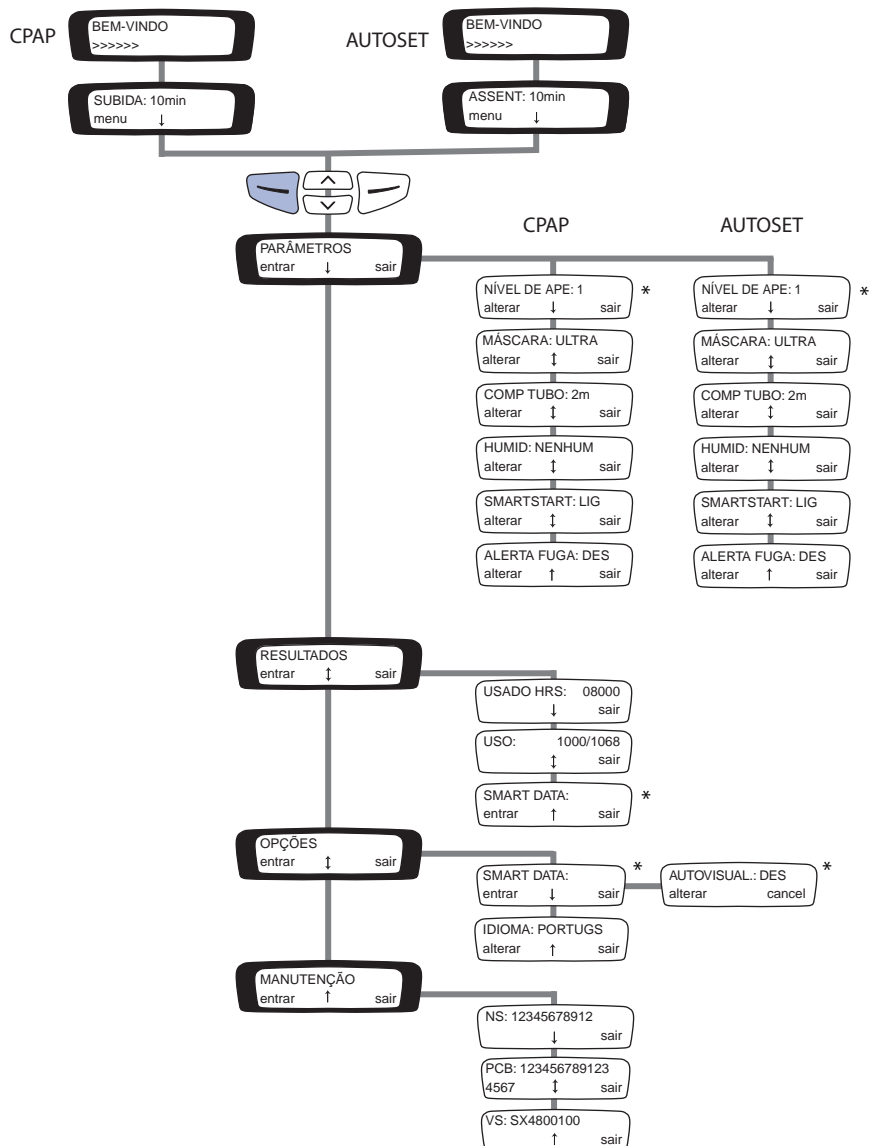 CPAP
BEM-VINDO
>>>>>>
AUTOSET
BEM-VINDO
>>>>>>
SUBIDA: 10min
menu ↓
ASSENT: 10min
menu ↓
PARÂMETROS
entrar ↓ sair
CPAP
AUTOSET
NÍVEL DE APE: 1 *
alterar ↓ sair
MÁSCARA: ULTRA
alterar ↕ sair
COMP TUBO: 2m
alterar ↕ sair
HUMID: NENHUM
alterar ↕ sair
SMARTSTART: LIG
alterar ↕ sair
ALERTA FUGA: DES
alterar ↑ sair
NÍVEL DE APE: 1 *
alterar ↓ sair
MÁSCARA: ULTRA
alterar ↕ sair
COMP TUBO: 2m
alterar ↕ sair
HUMID: NENHUM
alterar ↕ sair
SMARTSTART: LIG
alterar ↕ sair
ALERTA FUGA: DES
alterar ↑ sair
RESULTADOS
entrar ↕ sair
USADO HRS: 08000
↓ sair
USO: 1000/1068
↕ sair
SMART DATA: *
entrar ↑ sair
OPÇÕES
entrar ↕ sair
SMART DATA: *
entrar ↓ sair
AUTOVISUAL.: DES *
alterar cancel
IDIOMA: PORTUGS
alterar ↑ sair
MANUTENÇÃO
entrar ↑ sair
NS: 12345678912
↓ sair
PCB: 123456789123
4567 ↕ sair
VS: SX4800100
↑ sair